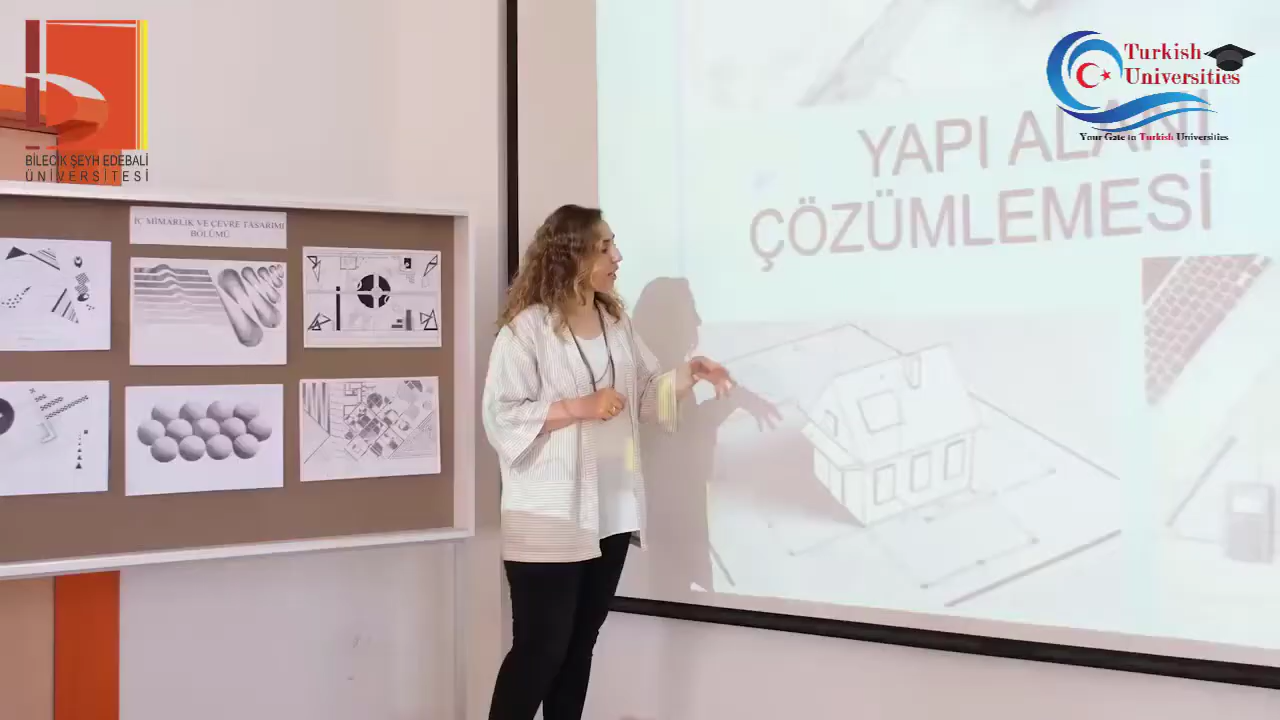 BİLECİK ŞEYH EDEBALİ
ÜNİVERSİTESİ
Turkish
Universities
Your Gate to Turkish Universities.
YAPI ALANI
ÇÖZÜMLEMESİ
İÇ MİMARLIK VE ÇEVRE TASARIMI
BÖLÜMÜ